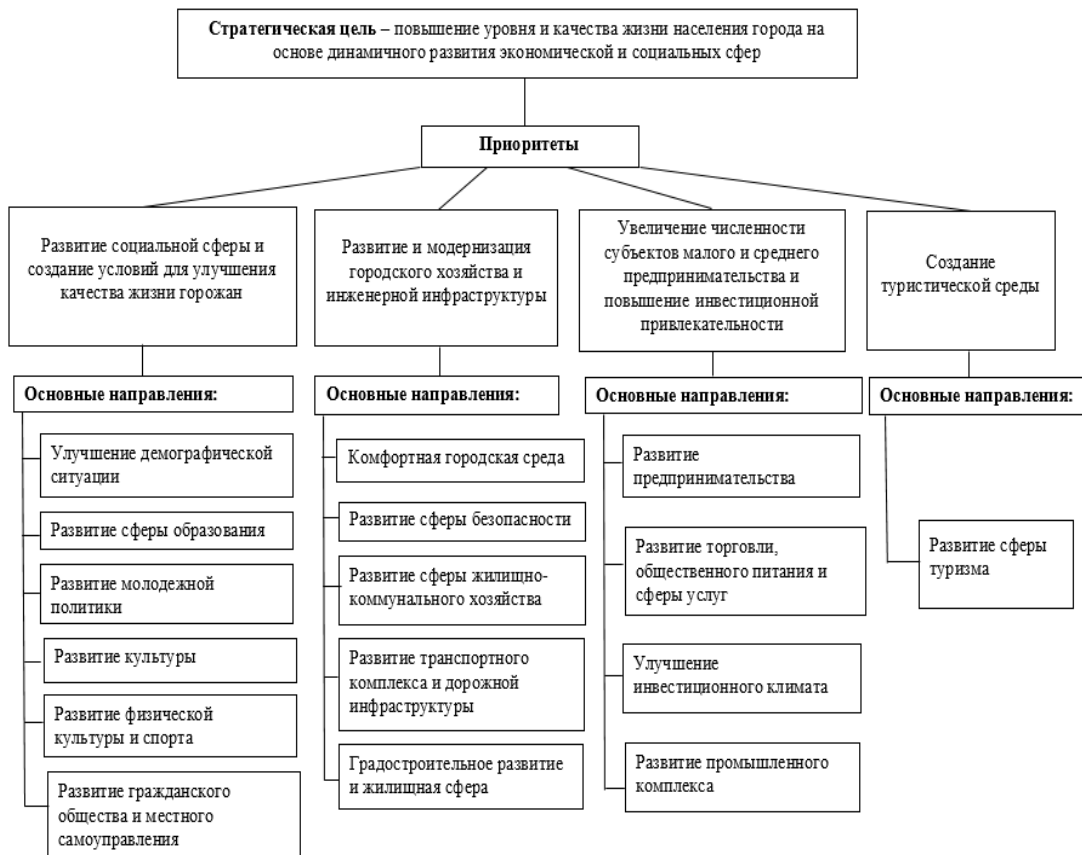 Стратегическая цель – повышение уровня и качества жизни населения города на
основе динамичного развития экономической и социальных сфер
Приоритеты
Развитие социальной сферы и
создание условий для улучшения
качества жизни горожан
Развитие и модернизация
городского хозяйства и
инженерной инфраструктуры
Увеличение численности
субъектов малого и среднего
предпринимательства и
повышение инвестиционной
привлекательности
Создание
туристической среды
Основные направления:
Улучшение демографической
ситуации
Развитие сферы образования
Развитие молодежной
политики
Развитие культуры
Развитие физической
культуры и спорта
Развитие гражданского
общества и местного
самоуправления
Основные направления:
Комфортная городская среда
Развитие сферы безопасности
Развитие сферы жилищно-
коммунального хозяйства
Развитие транспортного
комплекса и дорожной
инфраструктуры
Градостроительное развитие
и жилищная сфера
Основные направления:
Развитие
предпринимательства
Развитие торговли,
общественного питания и
сферы услуг
Улучшение
инвестиционного климата
Развитие промышленного
комплекса
Основные направления:
Развитие сферы
туризма